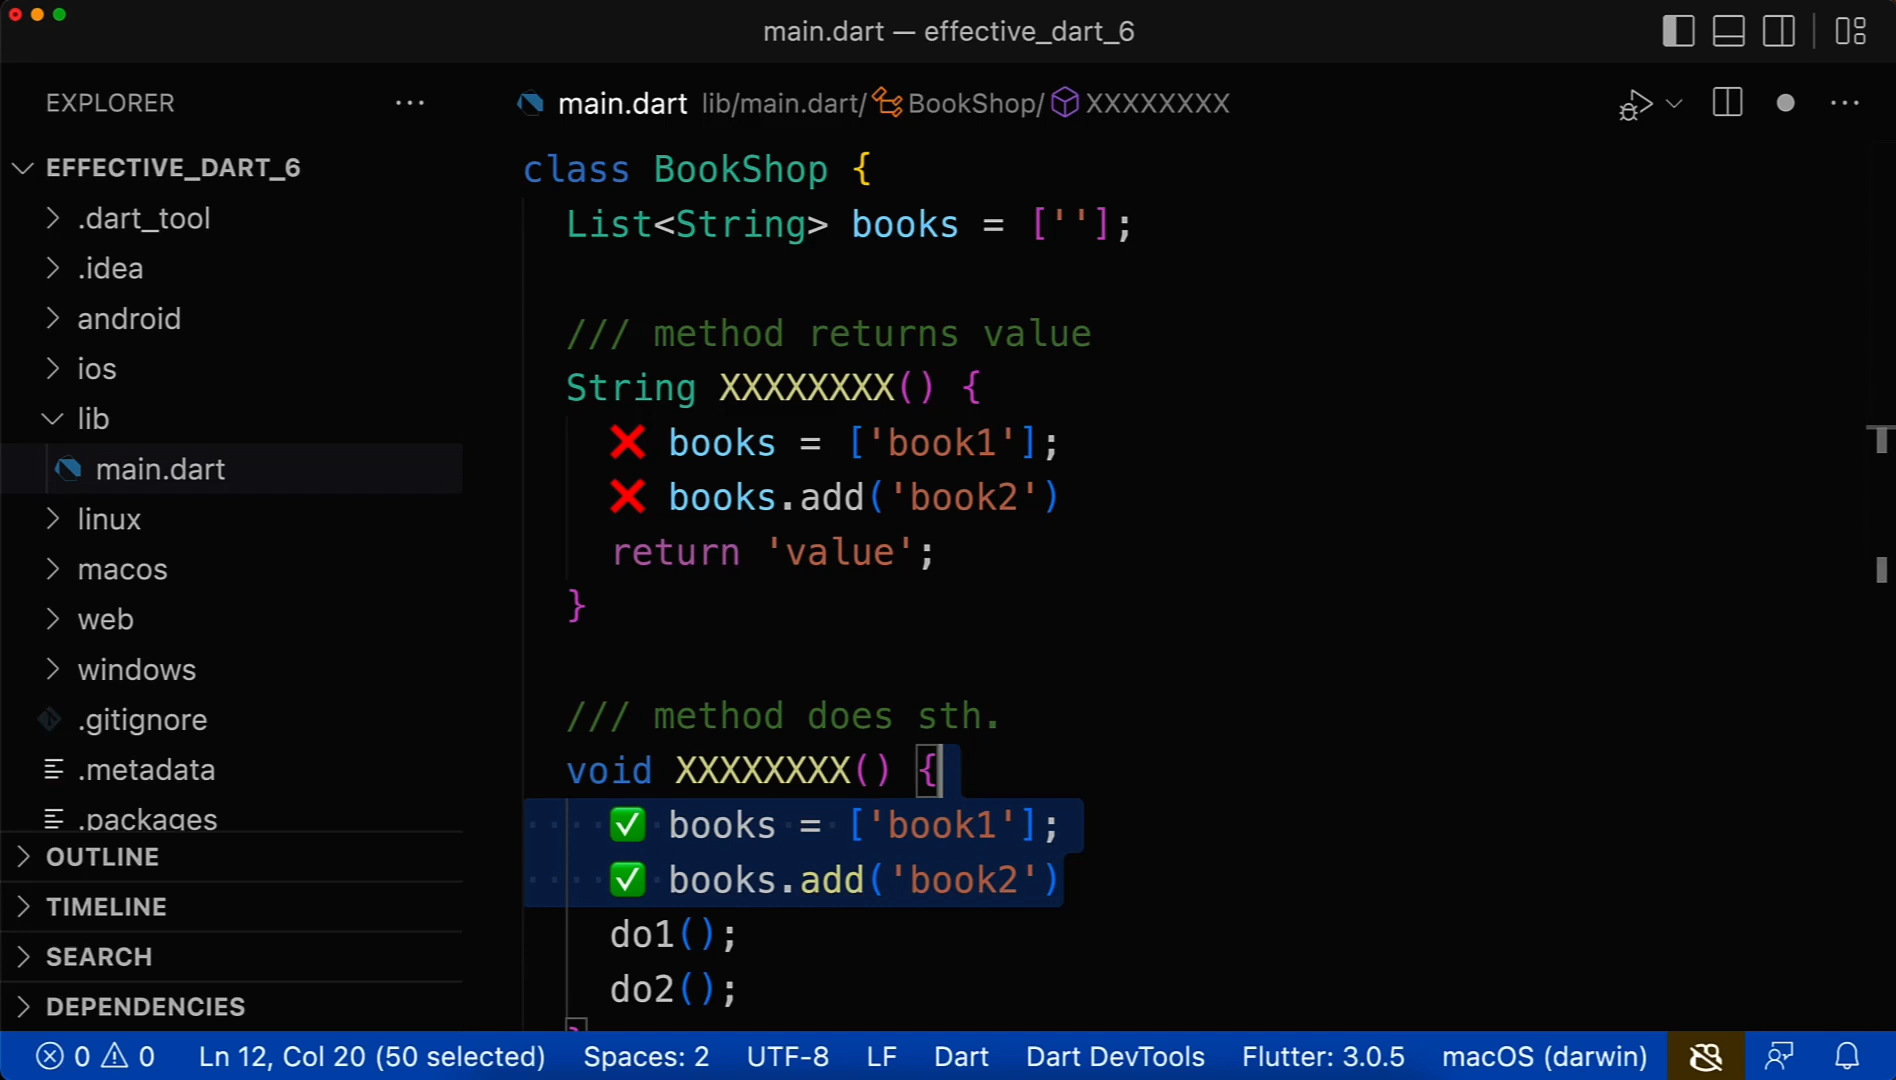 main.dart — effective_dart_6
EXPLORER
main.dart lib/main.dart/ BookShop/ XXXXXXXX
EFFECTIVE_DART_6
.dart_tool
.idea
android
ios
lib
main.dart
linux
macos
web
windows
.gitignore
.metadata
.packages
OUTLINE
TIMELINE
SEARCH
DEPENDENCIES
class BookShop {
List<String> books = [''];
/// method returns value
String XXXXXXXX() {
❌ books = ['book1'];
❌ books.add('book2')
return 'value';
}
/// method does sth.
void XXXXXXXX() {
✅ books = ['book1'];
✅ books.add('book2')
do1();
do2();
}
0 0 Ln 12, Col 20 (50 selected) Spaces: 2 UTF-8 LF Dart Dart DevTools Flutter: 3.0.5 macOS (darwin)